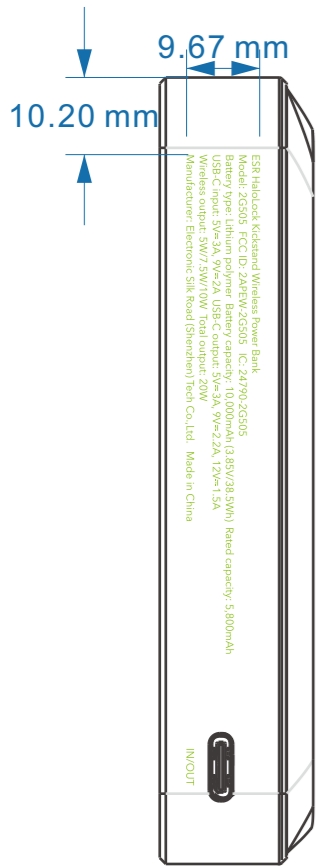 9.67 mm
10.20 mm
ESR HaloLock Kickstand Wireless Power Bank
Model: 2G505 FCC ID: 2APEW-2G505 IC: 24790-2G505
Battery type: Lithium polymer Battery capacity: 10,000mAh (3.85V/38.5Wh) Rated capacity: 5,800mAh
USB-C input: 5V=3A, 9V=2A USB-C output: 5V=3A, 9V=2.2A, 12V=1.5A
Wireless output: 5W/7.5W/10W Total output: 20W
Manufacturer: Electronic Silk Road (Shenzhen) Tech Co.,Ltd. Made in China
IN/OUT